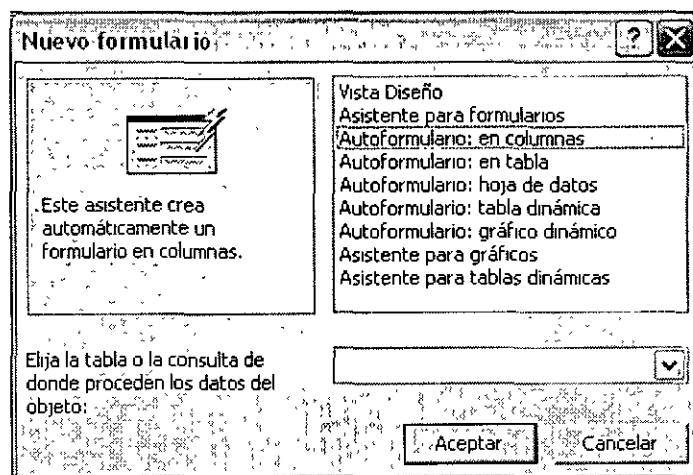 Nuevo formulario
Este asistente crea
automáticamente un
formulario en columnas.
Vista Diseño
Asistente para formularios
Autoformulario: en columnas
Autoformulario: en tabla
Autoformulario: hoja de datos
Autoformulario: tabla dinámica
Autoformulario: gráfico dinámico
Asistente para gráficos
Asistente para tablas dinámicas
Elija la tabla o la consulta de
donde proceden los datos del
objeto:
Aceptar
Cancelar